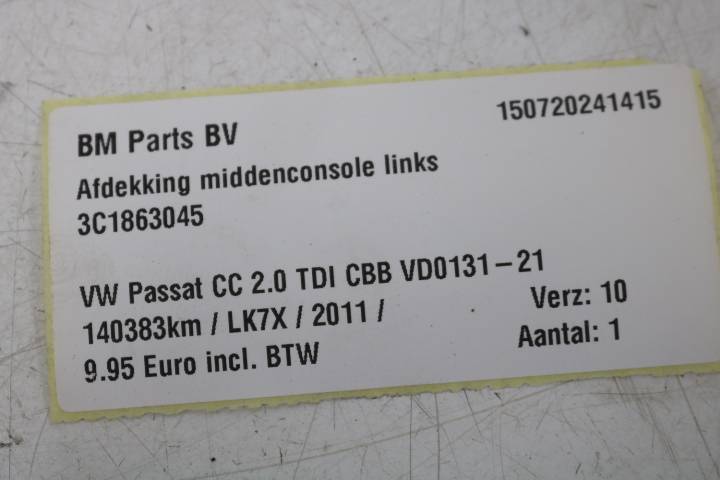 BM Parts BV
150720241415
Afdekking middenconsole links
3C1863045
VW Passat CC 2.0 TDI CBB VD0131-21
140383km / LK7X / 2011 /
Verz: 10
9.95 Euro incl. BTW
Aantal: 1